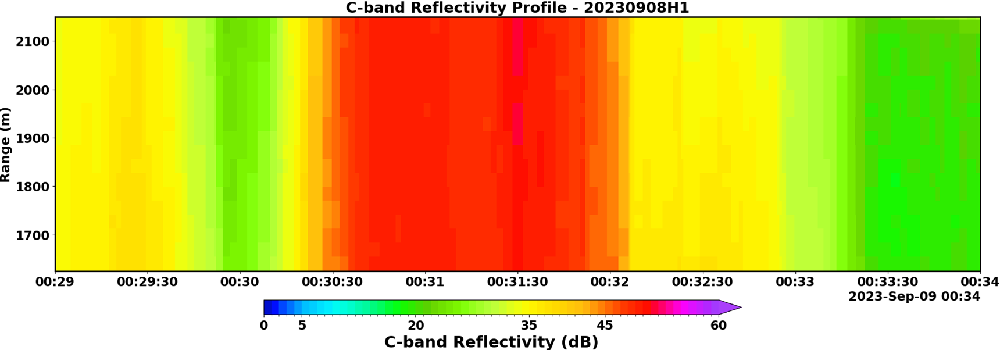 C-band Reflectivity Profile - 20230908H1
Range (m)
2100
2000
1900
1800
1700
00:29 00:29:30 00:30 00:30:30 00:31 00:31:30 00:32 00:32:30 00:33 00:33:30 00:34
2023-Sep-09 00:34
0 5 20 35 45 60
C-band Reflectivity (dB)